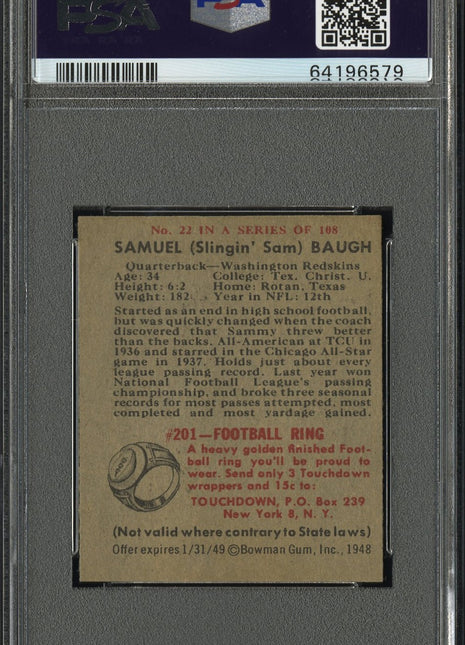 PSA
PSA
64196579
No. 22 IN A SERIES OF 108
SAMUEL (Slingin' Sam) BAUGH
Quarterback—Washington Redskins
Age: 34 College: Tex. Christ. U.
Height: 6:2 Home: Rotan, Texas
Weight: 182 Year in NFL: 12th
Started as an end in high school football,
but was quickly changed when the coach
discovered that Sammy threw better
than the backs. All-American at TCU in
1936 and starred in the Chicago All-Star
game in 1937. Holds just about every
league passing record. Last year won
National Football League's passing
championship, and broke three seasonal
records for most passes attempted, most
completed and most yardage gained.
#201—FOOTBALL RING
A heavy golden finished Foot-
ball ring you'll be proud to
wear. Send only 3 Touchdown
wrappers and 15c to:
TOUCHDOWN, P.O. Box 239
New York 8, N. Y.
(Not valid where contrary to State laws)
Offer expires 1/31/49 ©Bowman Gum, Inc., 1948